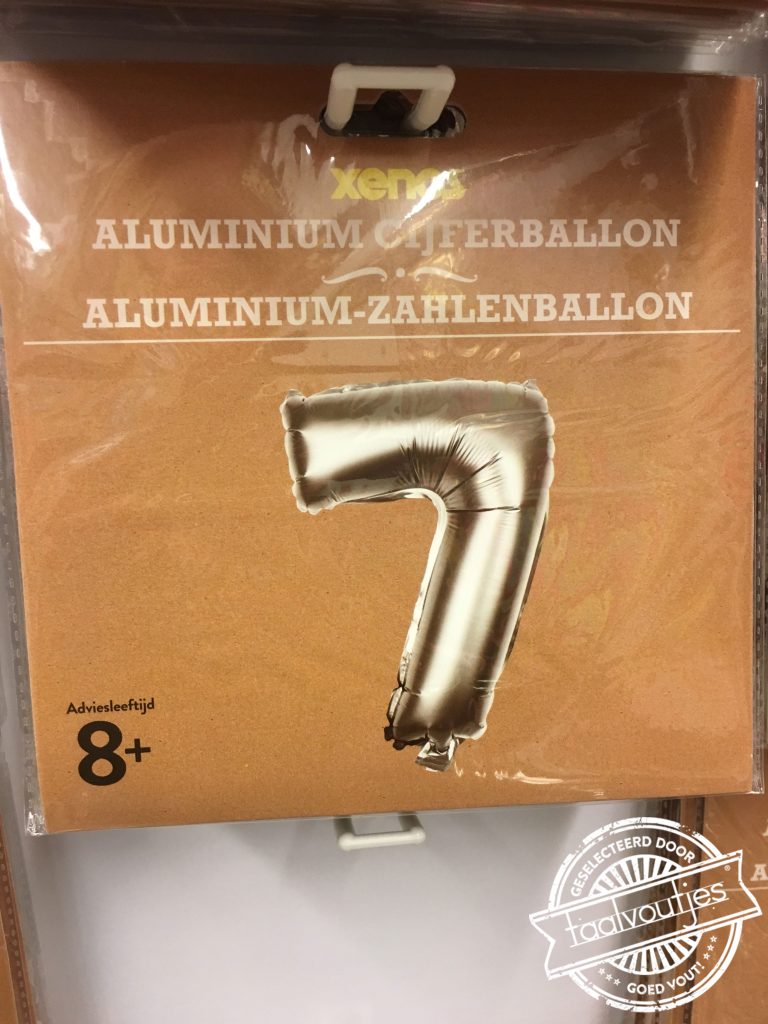 xenos
ALUMINIUM CIJFERBALLON
ALUMINIUM-ZAHLENBALLON
7
Adviesleeftijd
8+
GESELECTEERD DOOR
taalvoutjes®
GOED VOUT!